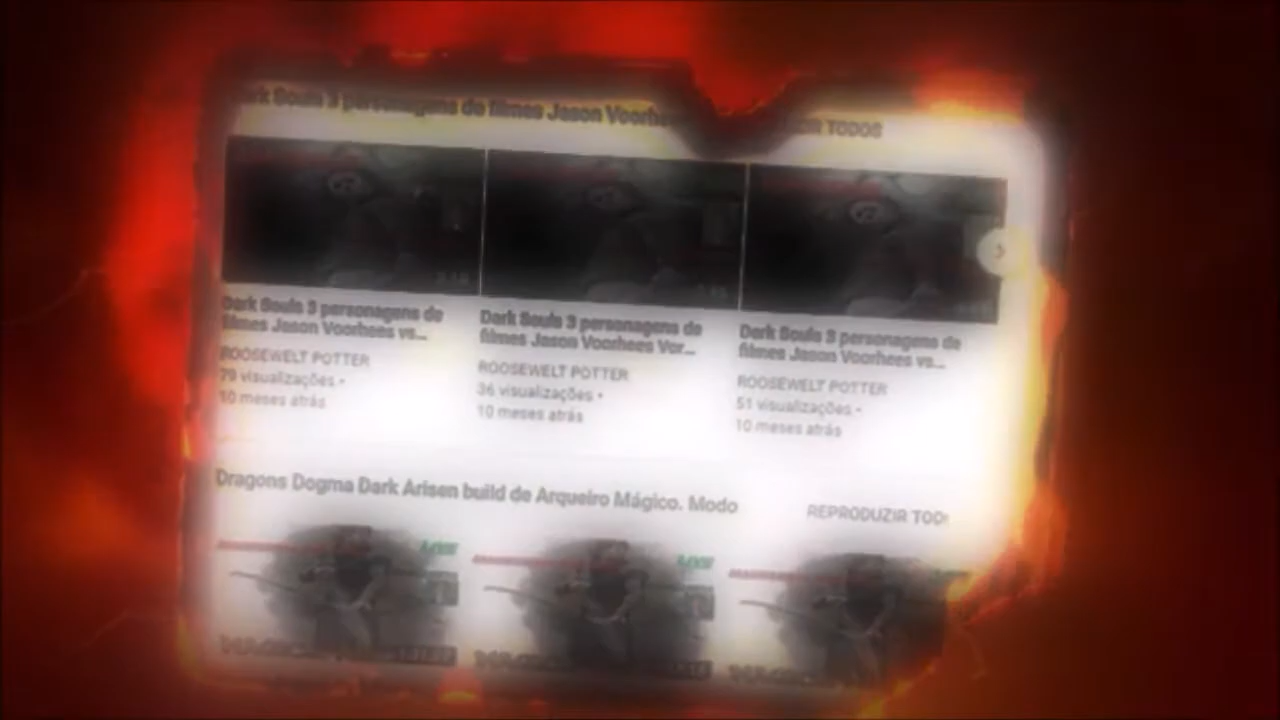 Dark Souls 3 personagens de filmes Jason Voorhees
TODOS
Dark Souls 3 personagens de
filmes Jason Voorhees vs...
ROOSEWELT POTTER
79 visualizações •
10 meses atrás
Dark Souls 3 personagens de
filmes Jason Voorhees Vor...
ROOSEWELT POTTER
36 visualizações •
10 meses atrás
Dark Souls 3 personagens de
filmes Jason Voorhees vs...
ROOSEWELT POTTER
51 visualizações •
10 meses atrás
Dragons Dogma Dark Arisen build de Arqueiro Mágico. Modo
REPRODUZIR TOD